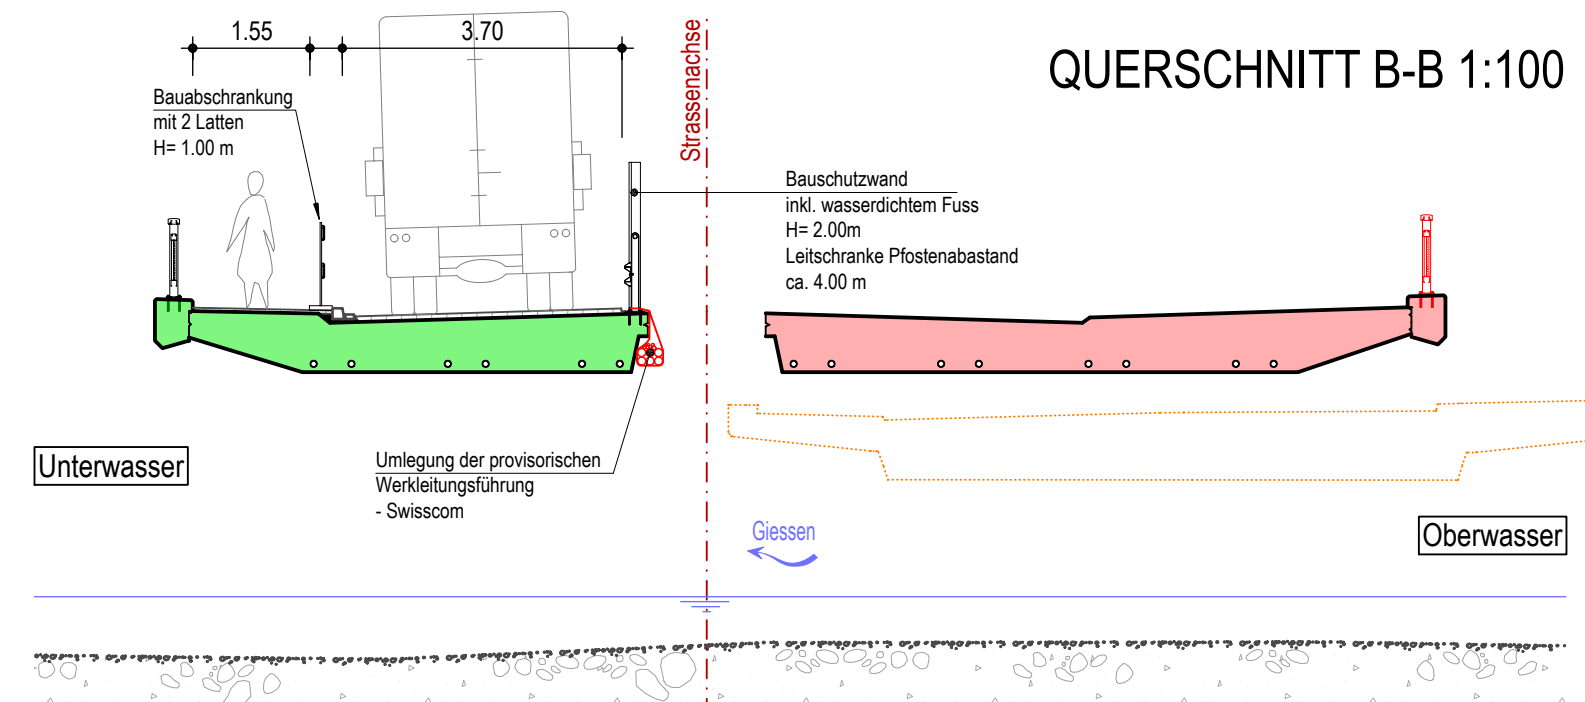 1.55
3.70
QUERSCHNITT B-B 1:100
Strassenachse
Bauabschrankung
mit 2 Latten
H= 1.00 m
Bauschutzwand
inkl. wasserdichtem Fuss
H= 2.00m
Leitschranke Pfostenabastand
ca. 4.00 m
Unterwasser
Umlegung der provisorischen
Werkleitungsführung
- Swisscom
Giessen
Oberwasser